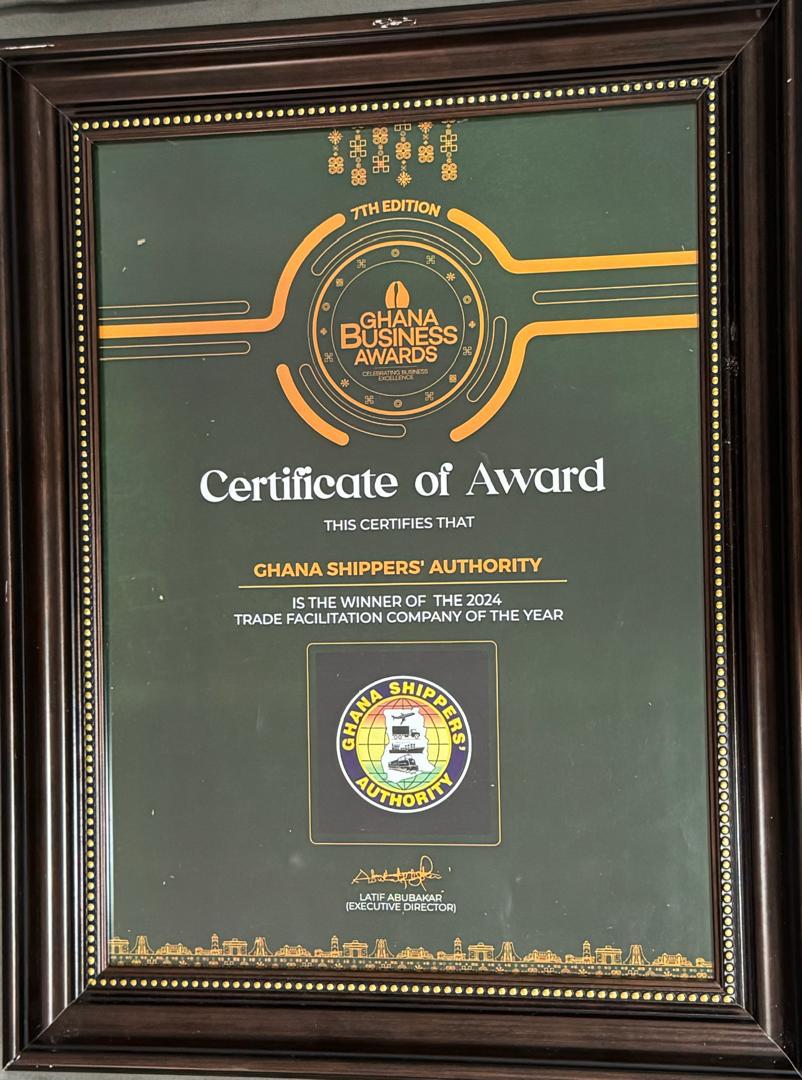 7TH EDITION
GHANA
BUSINESS
AWARDS
CELEBRATING BUSINESS
EXCELLENCE
Certificate of Award
THIS CERTIFIES THAT
GHANA SHIPPERS' AUTHORITY
IS THE WINNER OF THE 2024
TRADE FACILITATION COMPANY OF THE YEAR
GHANA SHIPPERS'
AUTHORITY
LATIF ABUBAKAR
(EXECUTIVE DIRECTOR)